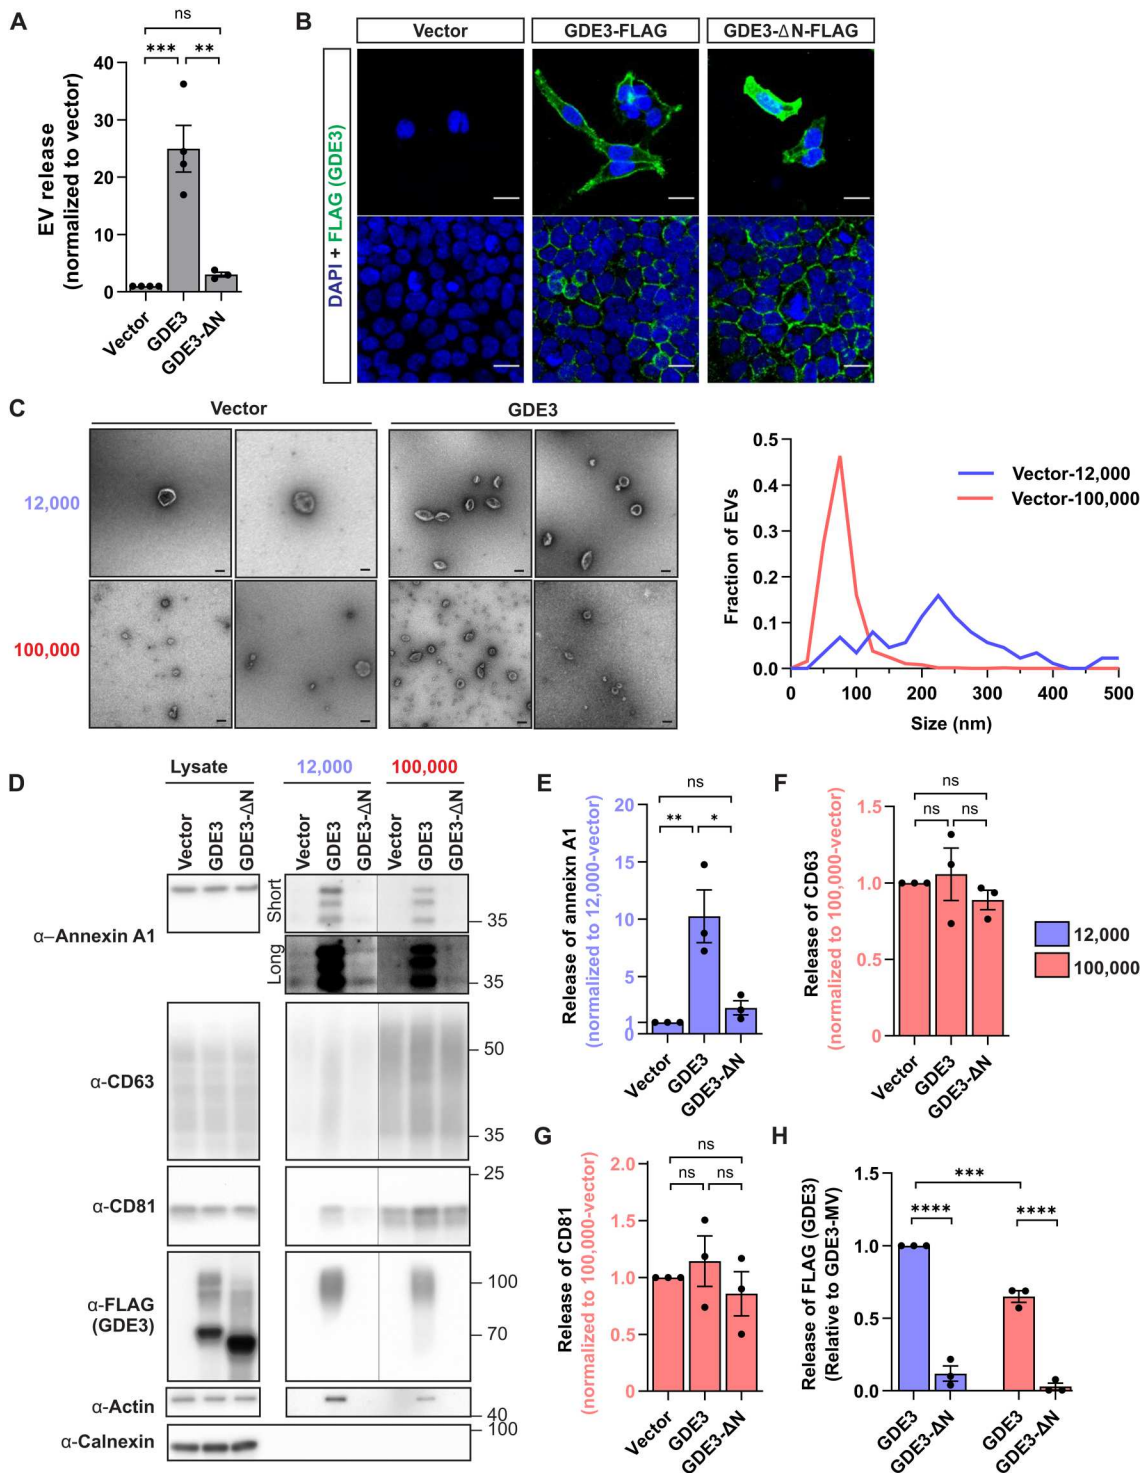 A
ns
***
**
40
30
20
10
0
EV release
(normalized to vector)
Vector
GDE3
GDE3-ΔN
B
Vector
GDE3-FLAG
GDE3-ΔN-FLAG
DAPI + FLAG (GDE3)
C
Vector
GDE3
12,000
100,000
0.5
0.4
0.3
0.2
0.1
0.0
Fraction of EVs
Vector-12,000
Vector-100,000
0
100
200
300
400
500
Size (nm)
D
Lysate
12,000
100,000
Vector
GDE3
GDE3-ΔN
Vector
GDE3
GDE3-ΔN
Vector
GDE3
GDE3-ΔN
α–Annexin A1
Short
35
Long
35
α-CD63
50
35
α-CD81
25
α-FLAG
(GDE3)
100
70
α-Actin
40
α-Calnexin
100
E
ns
**
*
20
15
10
5
1
0
Release of anneixn A1
(normalized to 12,000-vector)
Vector
GDE3
GDE3-ΔN
F
ns
ns
ns
1.5
1.0
0.5
0
Release of CD63
(normalized to 100,000-vector)
Vector
GDE3
GDE3-ΔN
12,000
100,000
G
ns
ns
ns
2.0
1.5
1.0
0.5
0
Release of CD81
(normalized to 100,000-vector)
Vector
GDE3
GDE3-ΔN
H
***
****
****
1.5
1.0
0.5
0.0
Release of FLAG (GDE3)
(Relative to GDE3-MV)
GDE3
GDE3-ΔN
GDE3
GDE3-ΔN